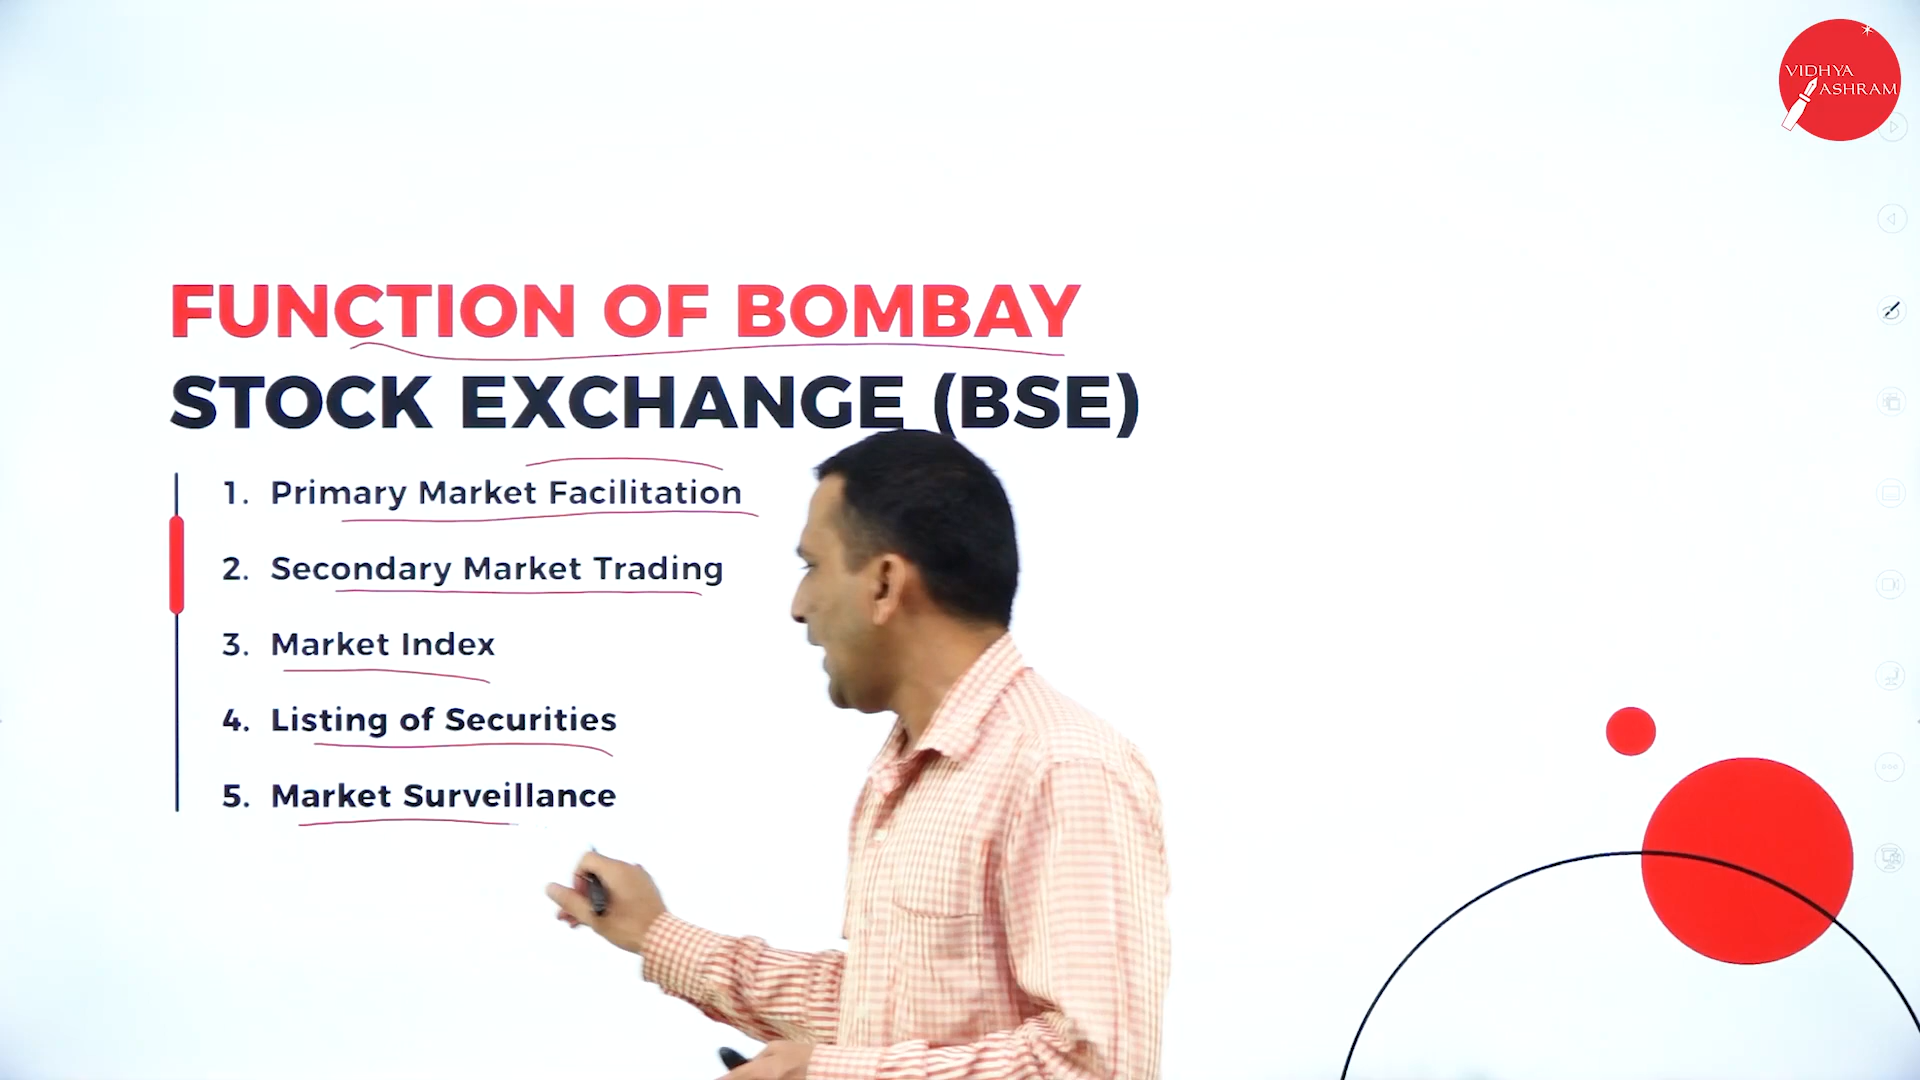 VIDHYA
ASHRAM
FUNCTION OF BOMBAY
STOCK EXCHANGE (BSE)
1. Primary Market Facilitation
2. Secondary Market Trading
3. Market Index
4. Listing of Securities
5. Market Surveillance